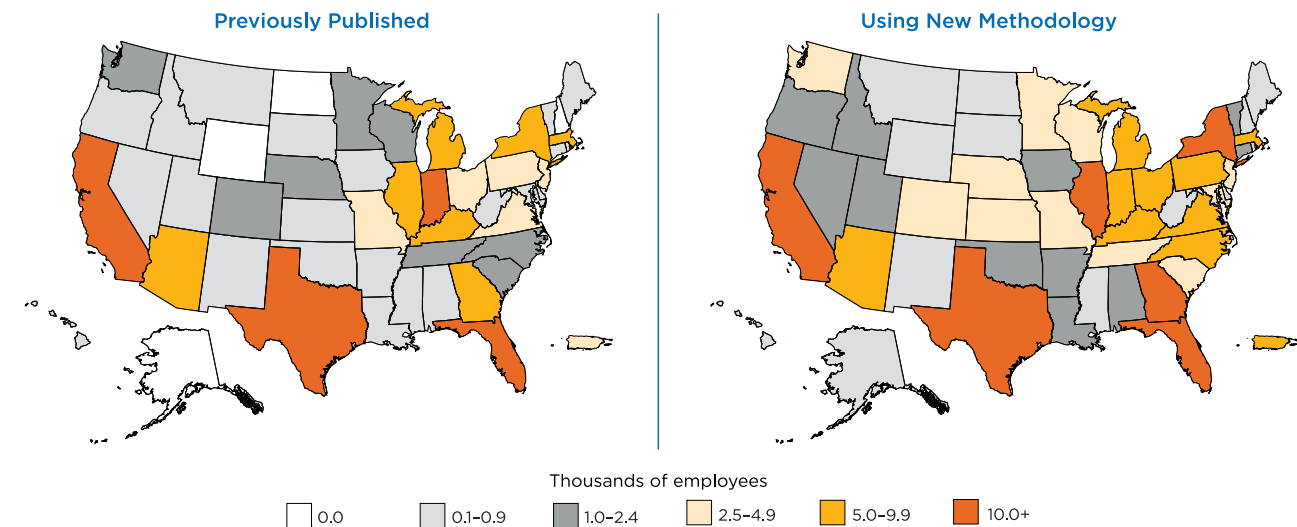 Previously Published
Using New Methodology
Thousands of employees
0.0
0.1–0.9
1.0–2.4
2.5–4.9
5.0–9.9
10.0+